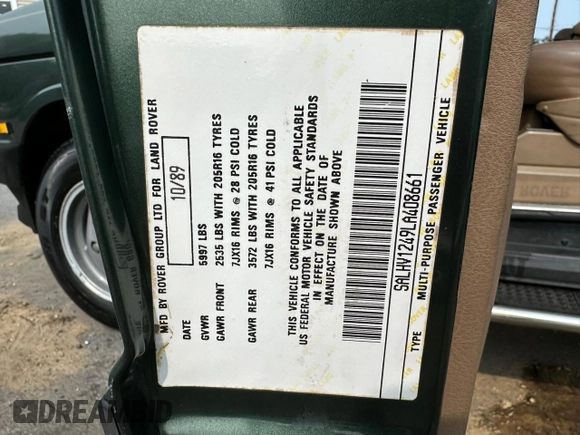 MFD BY ROVER GROUP LTD FOR LAND ROVER
DATE 10/89
GVWR 5997 LBS
GAWR FRONT 2535 LBS WITH 205R16 TYRES
7JX16 RIMS @ 28 PSI COLD
GAWR REAR 3572 LBS WITH 205R16 TYRES
7JX16 RIMS @ 41 PSI COLD
THIS VEHICLE CONFORMS TO ALL APPLICABLE
US FEDERAL MOTOR VEHICLE SAFETY STANDARDS
IN EFFECT ON THE DATE OF
MANUFACTURE SHOWN ABOVE
SALHV1249LA408661
TYPE MULTI-PURPOSE PASSENGER VEHICLE
ROVER
DREAMBID